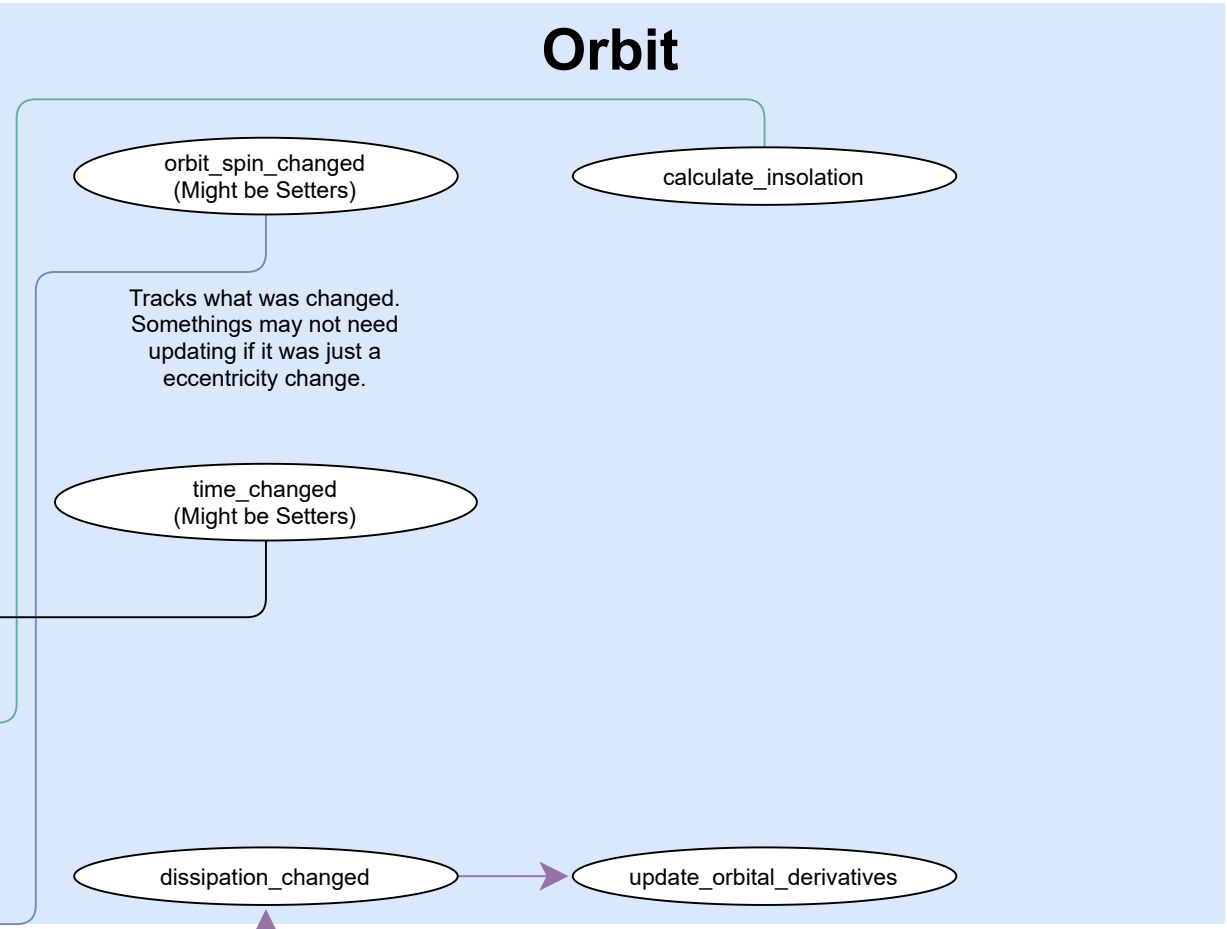 Orbit
orbit_spin_changed
(Might be Setters)
calculate_insolation
Tracks what was changed.
Somethings may not need
updating if it was just a
eccentricity change.
time_changed
(Might be Setters)
dissipation_changed
update_orbital_derivatives